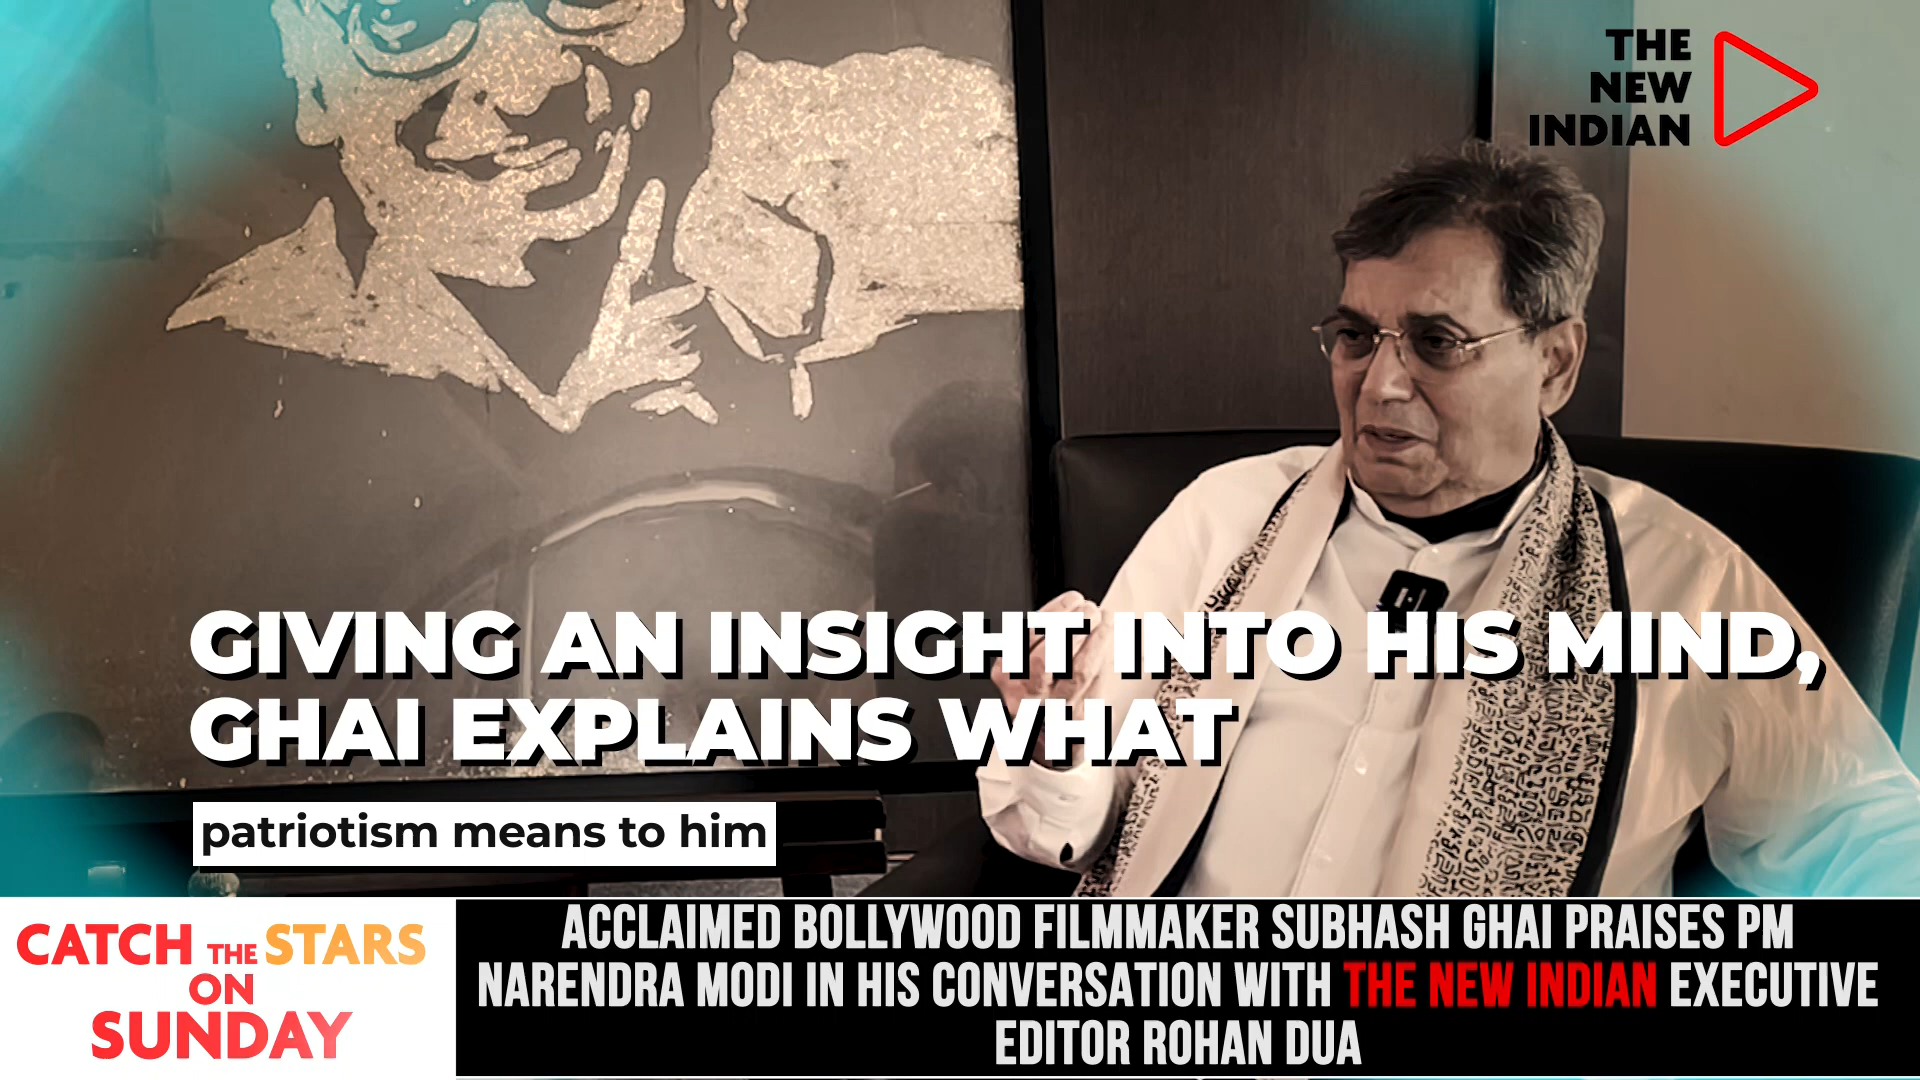 THE
NEW
INDIAN
GIVING AN INSIGHT INTO HIS MIND,
GHAI EXPLAINS WHAT
patriotism means to him
CATCH THE STARS
ON
SUNDAY
ACCLAIMED BOLLYWOOD FILMMAKER SUBHASH GHAI PRAISES PM
NARENDRA MODI IN HIS CONVERSATION WITH THE NEW INDIAN EXECUTIVE
EDITOR ROHAN DUA